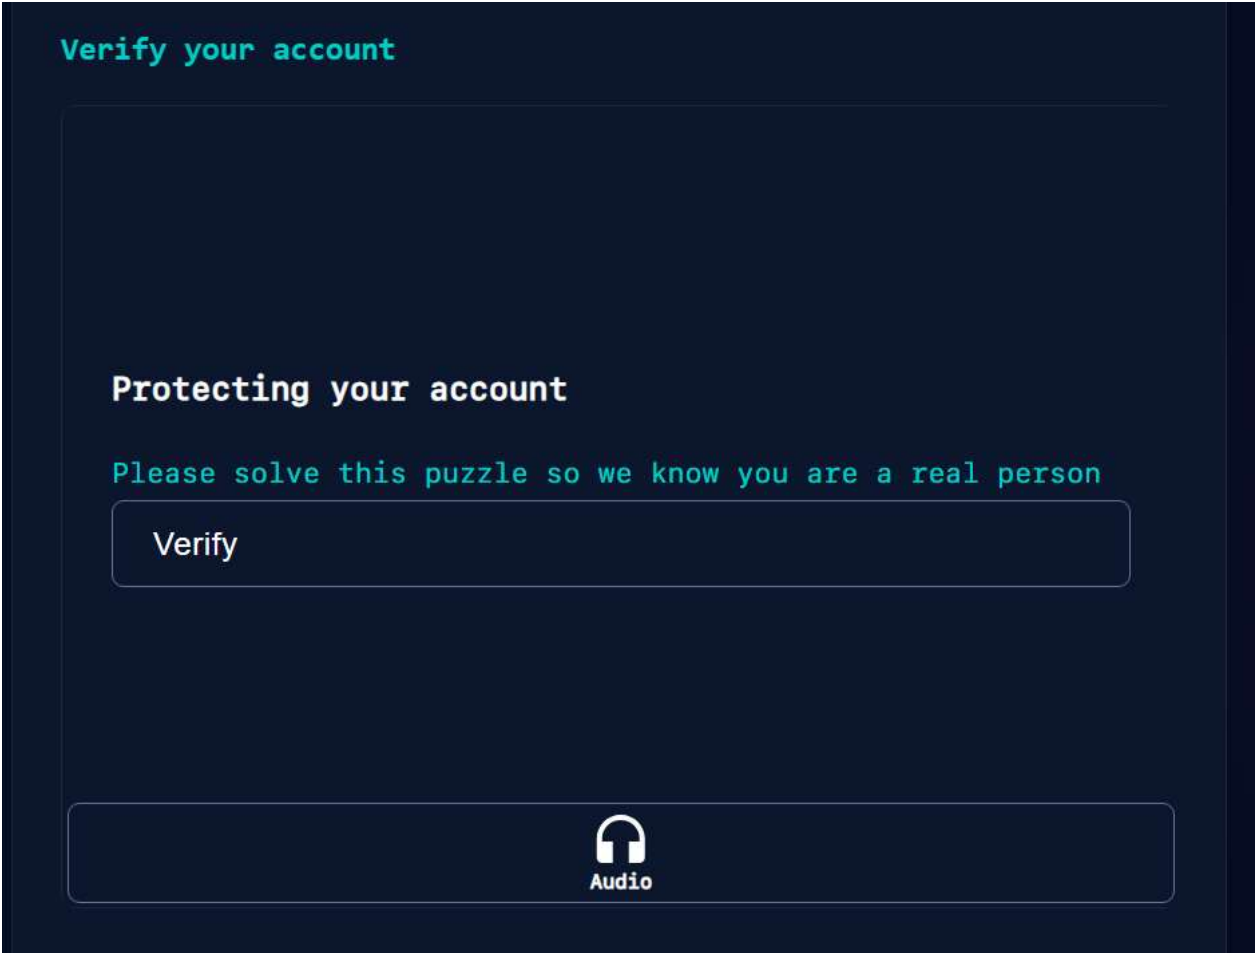 Verify your account
Protecting your account
Please solve this puzzle so we know you are a real person
Verify
Audio